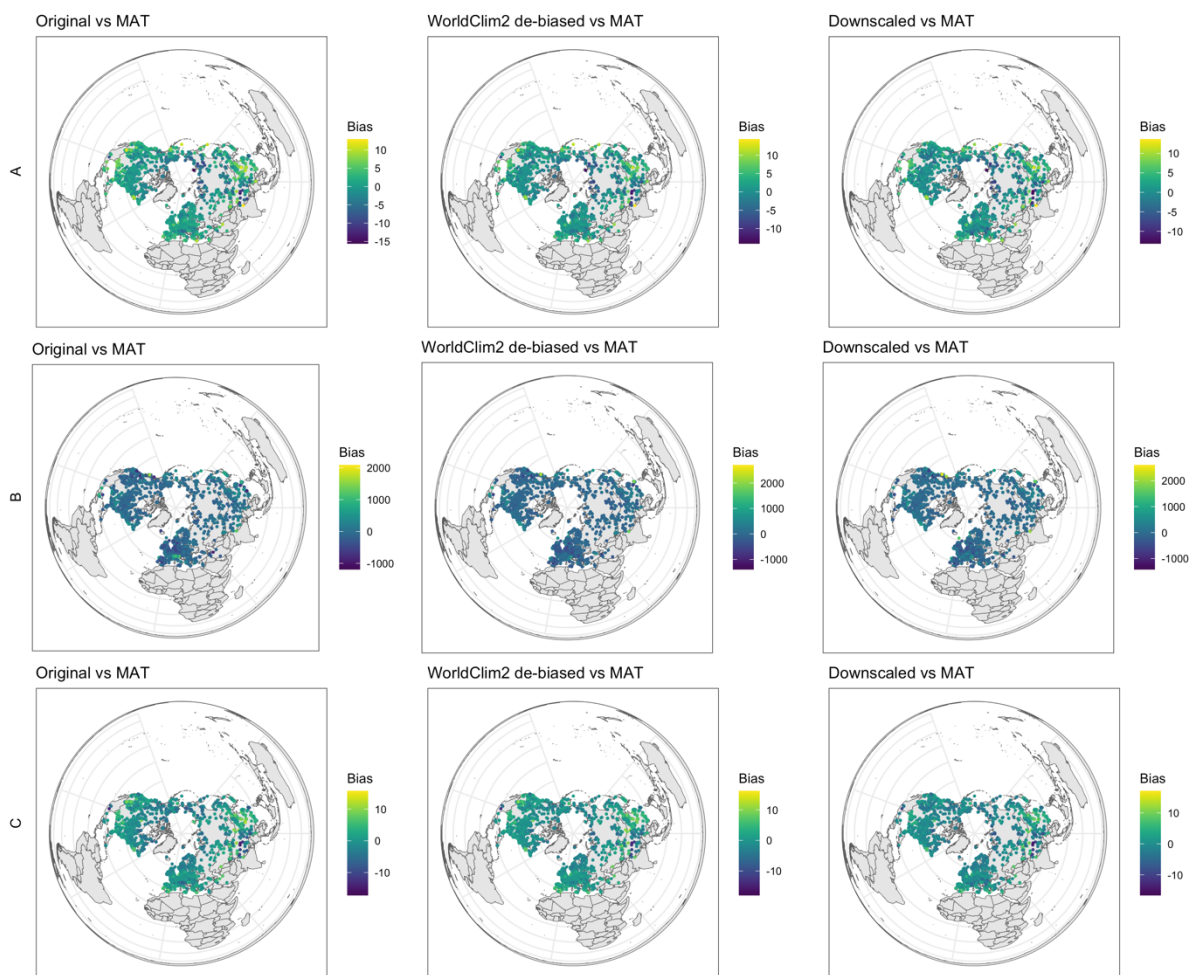 Original vs MAT
WorldClim2 de-biased vs MAT
Downscaled vs MAT
A
Bias
10
5
0
-5
-10
-15
Bias
10
5
0
-5
-10
Bias
10
5
0
-5
-10
Original vs MAT
WorldClim2 de-biased vs MAT
Downscaled vs MAT
B
Bias
2000
1000
0
-1000
Bias
2000
1000
0
-1000
Bias
2000
1000
0
-1000
Original vs MAT
WorldClim2 de-biased vs MAT
Downscaled vs MAT
C
Bias
10
0
-10
Bias
10
0
-10
Bias
10
0
-10